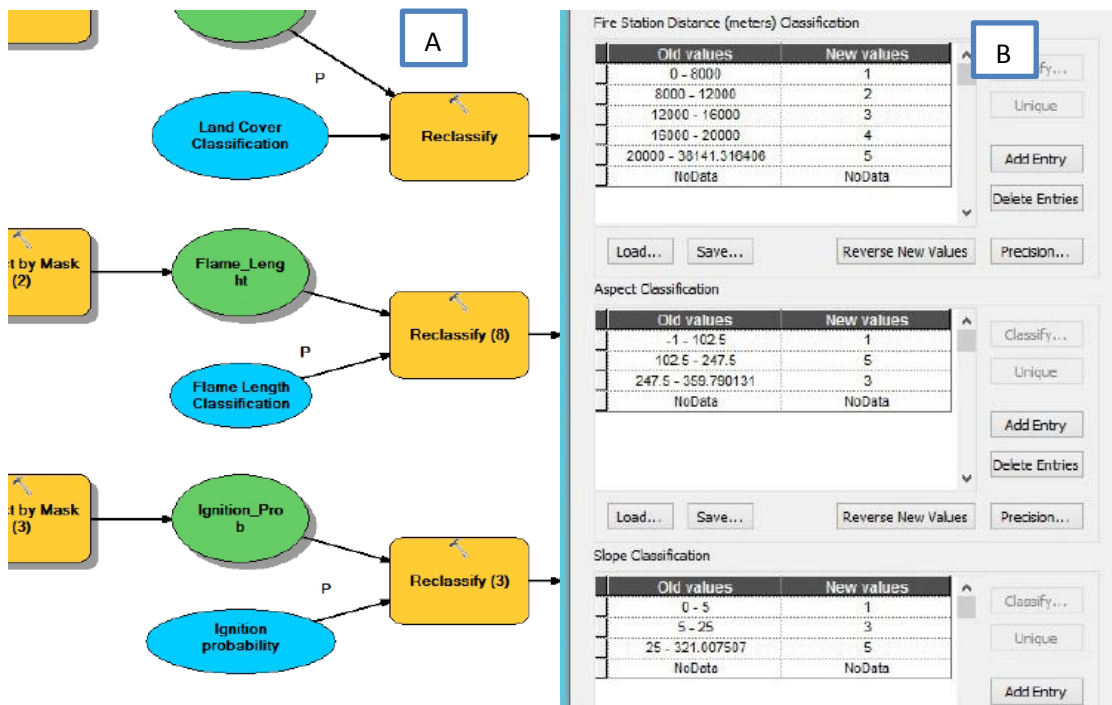 A
P
Land Cover
Classification
Reclassify
ct by Mask
(2)
Flame_Leng
ht
Reclassify (8)
P
Flame Length
Classification
t by Mask
(3)
Ignition_Pro
b
Reclassify (3)
P
Ignition
probability
Fire Station Distance (meters) Classification
B
Old values New values
0 - 8000 1
8000 - 12000 2
12000 - 16000 3
16000 - 20000 4
20000 - 38141.316406 5
NoData NoData
fy...
Unique
Add Entry
Delete Entries
Load... Save... Reverse New Values Precision...
Aspect Classification
Old values New values
-1 - 102.5 1
102.5 - 247.5 5
247.5 - 359.790131 3
NoData NoData
Classify...
Unique
Add Entry
Delete Entries
Load... Save... Reverse New Values Precision...
Slope Classification
Old values New values
0 - 5 1
5 - 25 3
25 - 321.007507 5
NoData NoData
Classify...
Unique
Add Entry